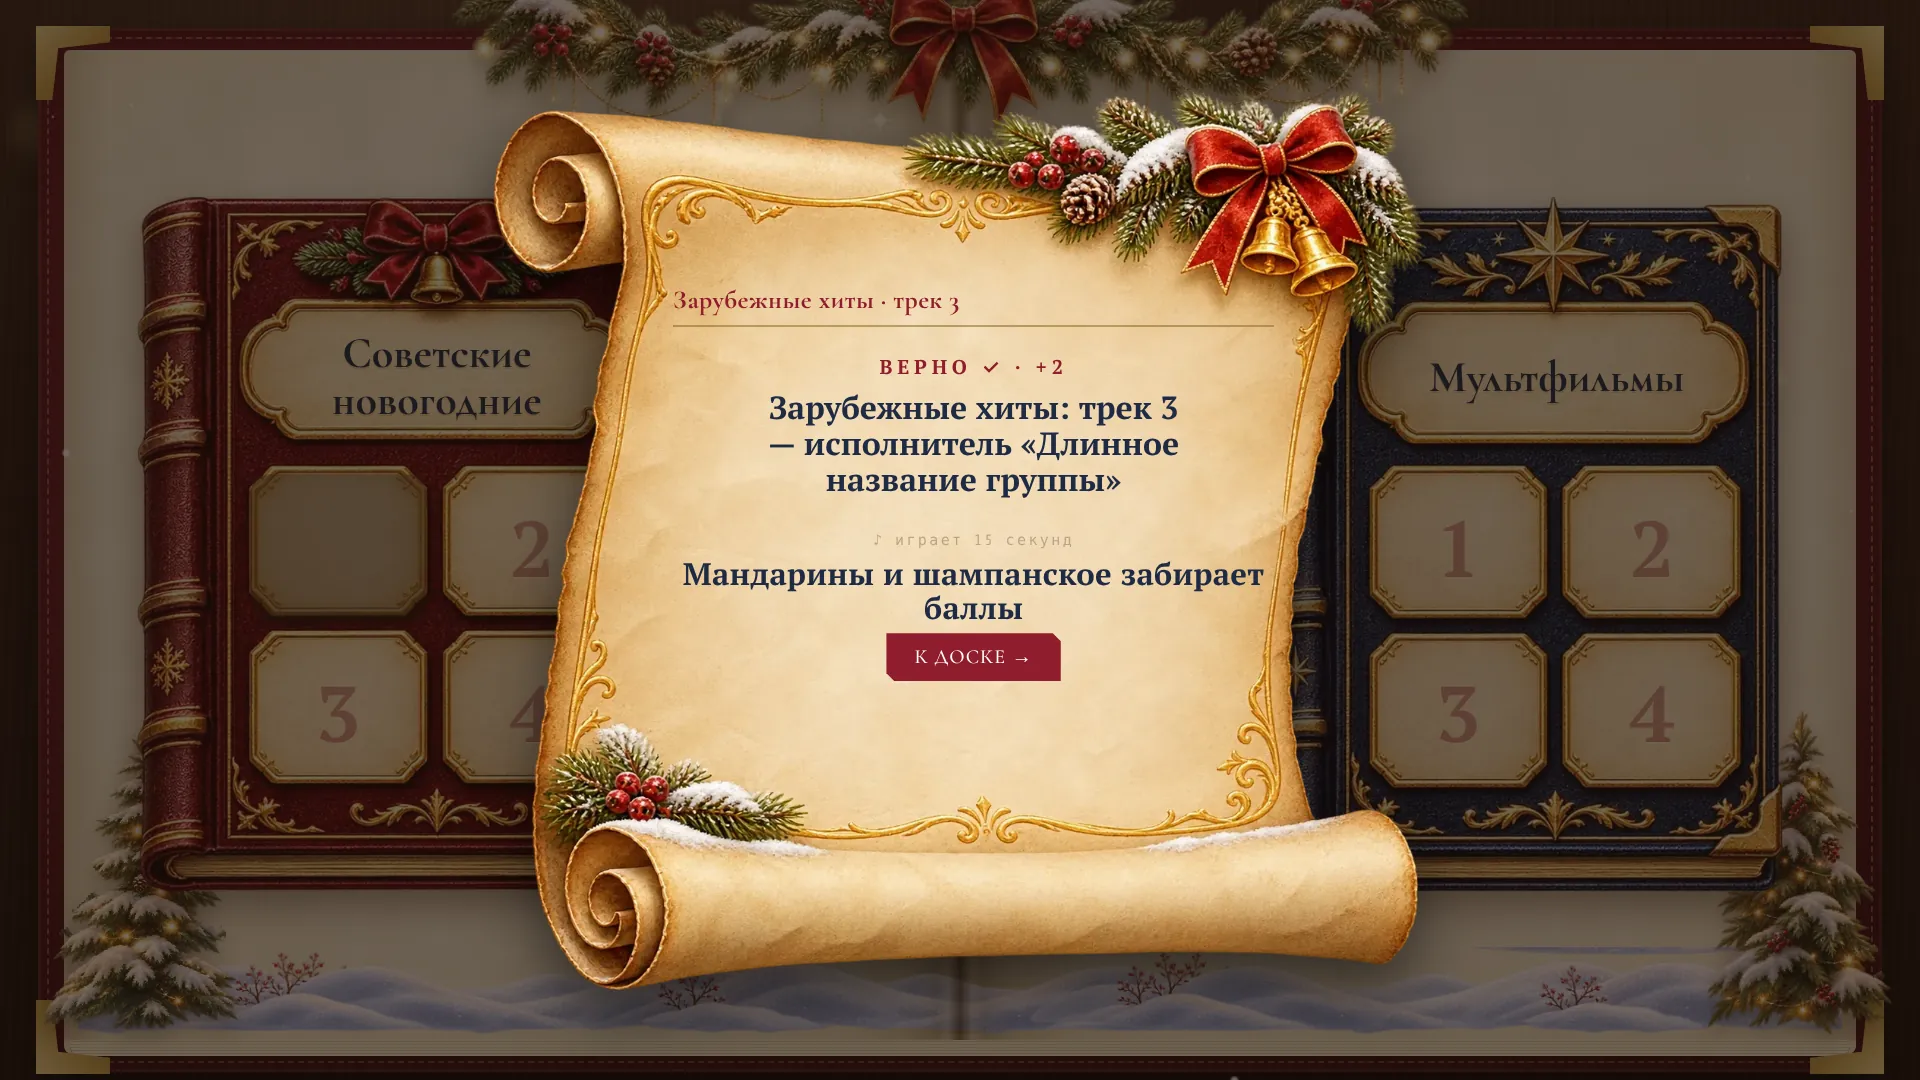 Зарубежные хиты · трек 3
ВЕРНО ✓ · +2
Зарубежные хиты: трек 3
— исполнитель «Длинное
название группы»
♪ играет 15 секунд
Мандарины и шампанское забирает
баллы
К ДОСКЕ →
Советские
новогодние
2
3
4
Мультфильмы
1
2
3
4